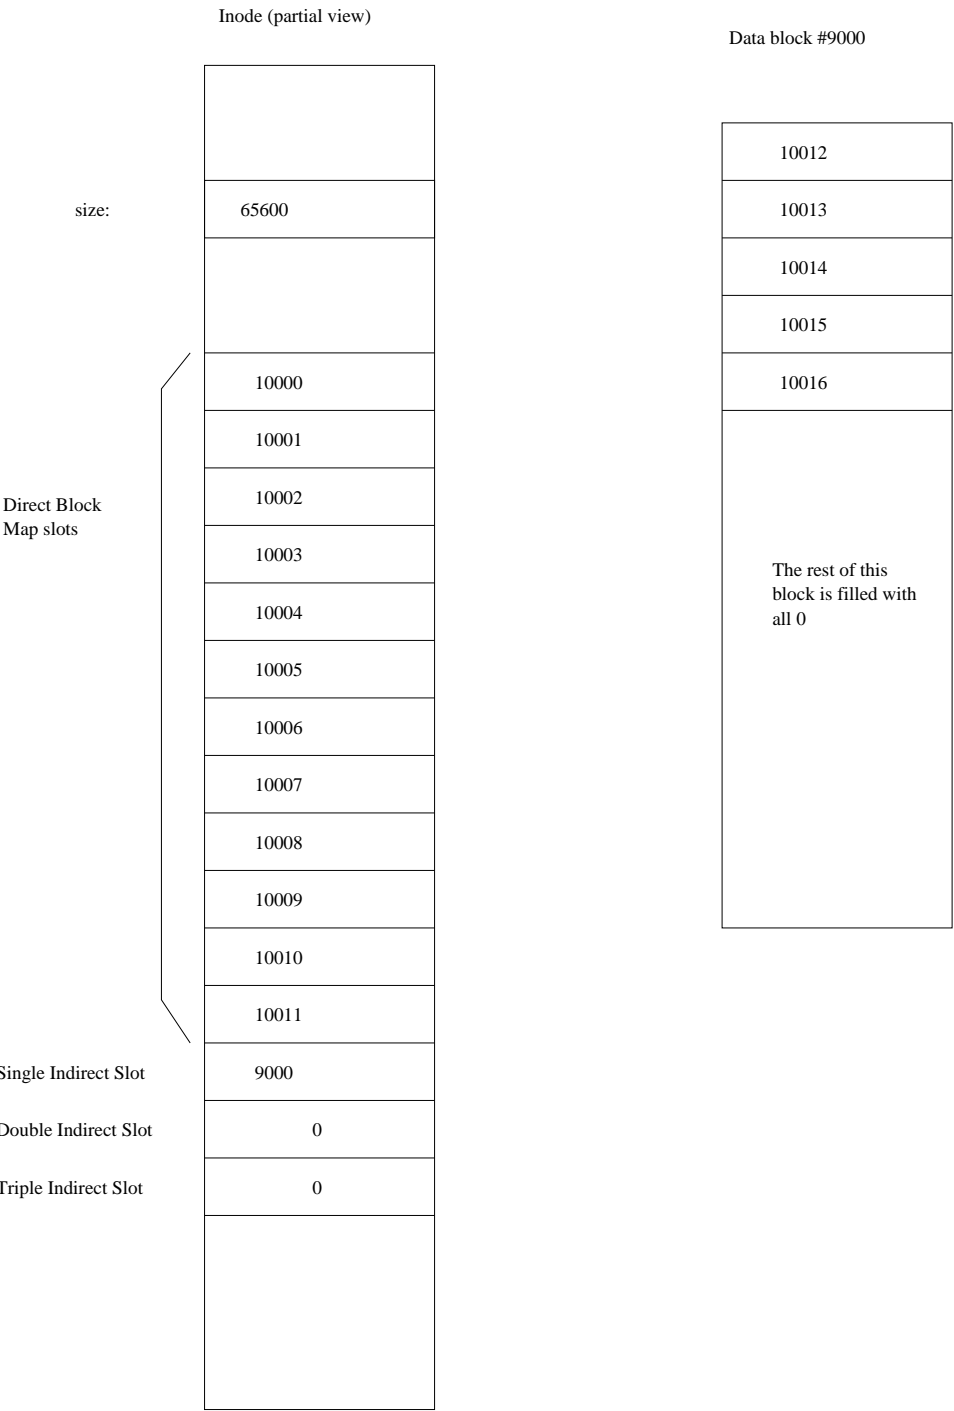 Inode (partial view)
size:
65600
Direct Block
Map slots
10000
10001
10002
10003
10004
10005
10006
10007
10008
10009
10010
10011
Single Indirect Slot
9000
Double Indirect Slot
0
Triple Indirect Slot
0
Data block #9000
10012
10013
10014
10015
10016
The rest of this
block is filled with
all 0